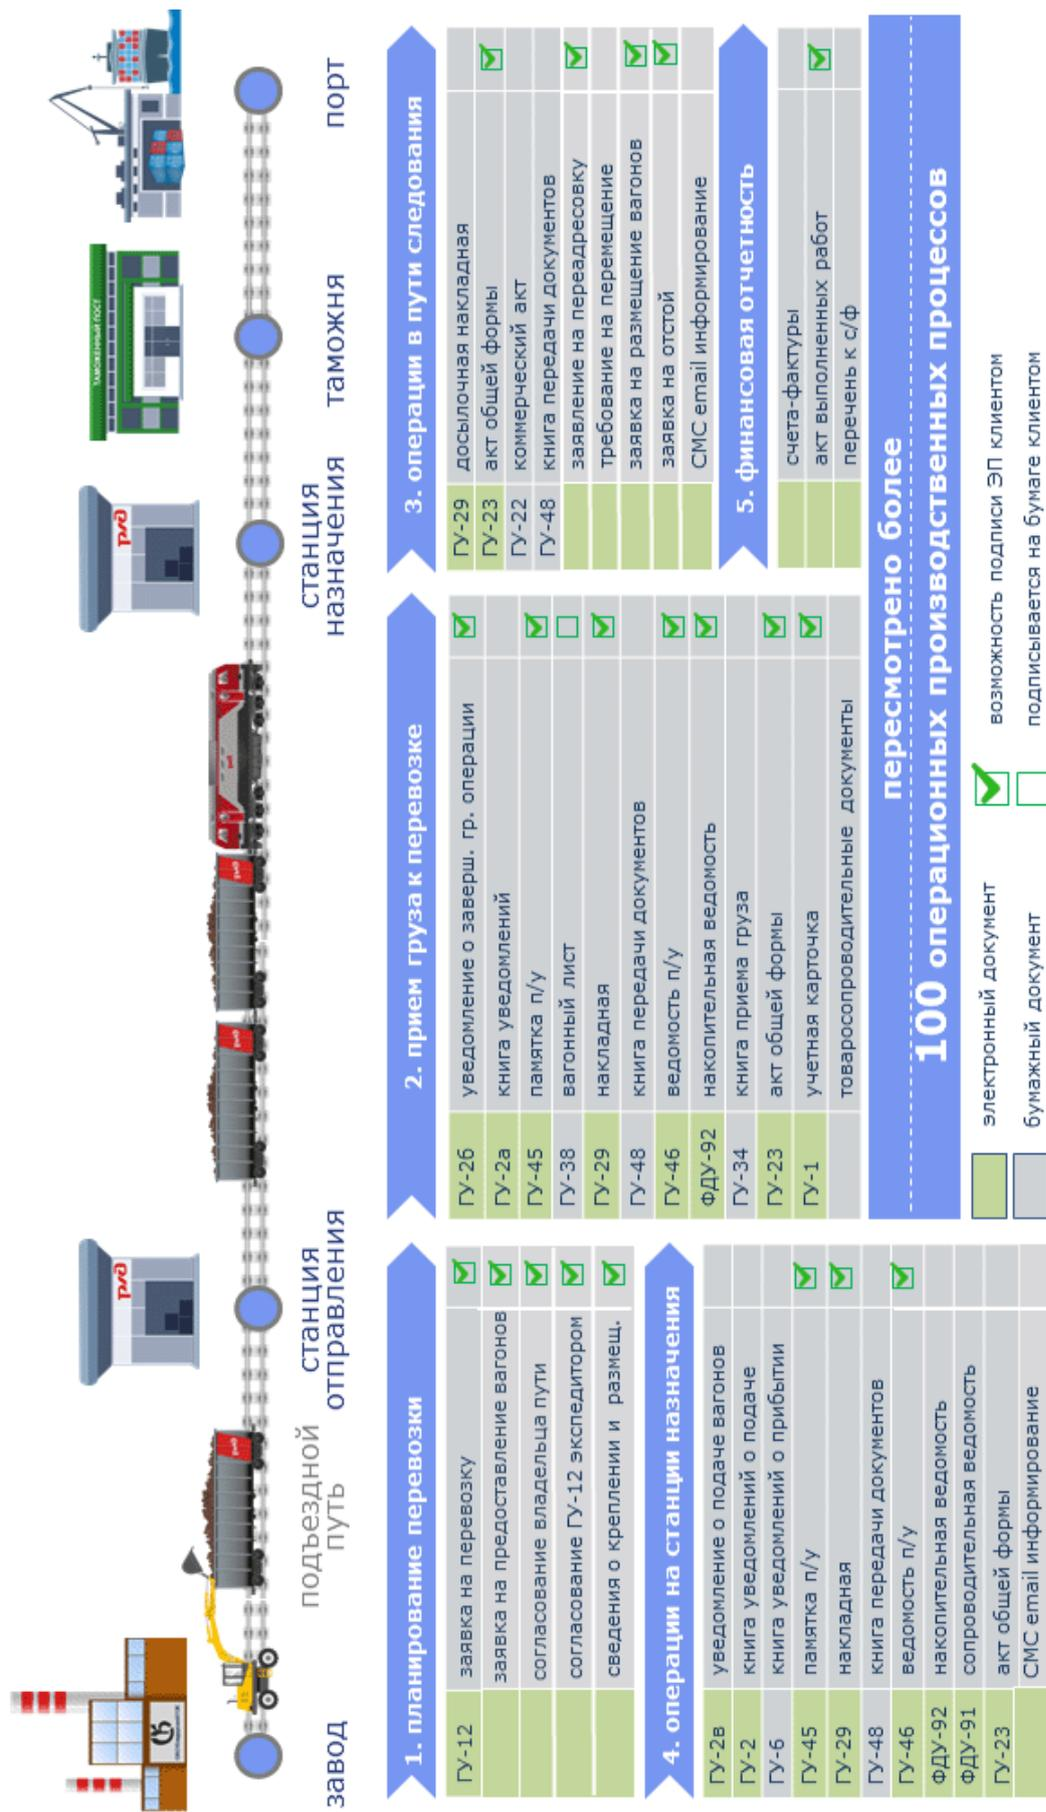 ТАМОЖЕННЫЙ ПОСТ
завод
подъездной
путь
станция
отправления
станция
назначения
таможня
порт
1. планирование перевозки
ГУ-12 заявка на перевозку
заявка на предоставление вагонов
согласование владельца пути
согласование ГУ-12 экспедитором
сведения о креплении и размещ.
2. прием груза к перевозке
ГУ-2б уведомление о заверш. гр. операции
ГУ-2а книга уведомлений
ГУ-45 памятка п/у
ГУ-38 вагонный лист
ГУ-29 накладная
ГУ-48 книга передачи документов
ГУ-46 ведомость п/у
ФДУ-92 накопительная ведомость
ГУ-34 книга приема груза
ГУ-23 акт общей формы
ГУ-1 учетная карточка
товаросопроводительные документы
3. операции в пути следования
ГУ-29 досылочная накладная
ГУ-23 акт общей формы
ГУ-22 коммерческий акт
ГУ-48 книга передачи документов
заявление на переадресовку
требование на перемещение
заявка на размещение вагонов
заявка на отстой
СМС email информирование
4. операции на станции назначения
ГУ-2в уведомление о подаче вагонов
ГУ-2 книга уведомлений о подаче
ГУ-6 книга уведомлений о прибытии
ГУ-45 памятка п/у
ГУ-29 накладная
ГУ-48 книга передачи документов
ГУ-46 ведомость п/у
ФДУ-92 накопительная ведомость
ФДУ-91 сопроводительная ведомость
ГУ-23 акт общей формы
СМС email информирование
5. финансовая отчетность
счета-фактуры
акт выполненных работ
перечень к с/ф
пересмотрено более
100 операционных производственных процессов
электронный документ
бумажный документ
возможность подписи ЭП клиентом
подписывается на бумаге клиентом